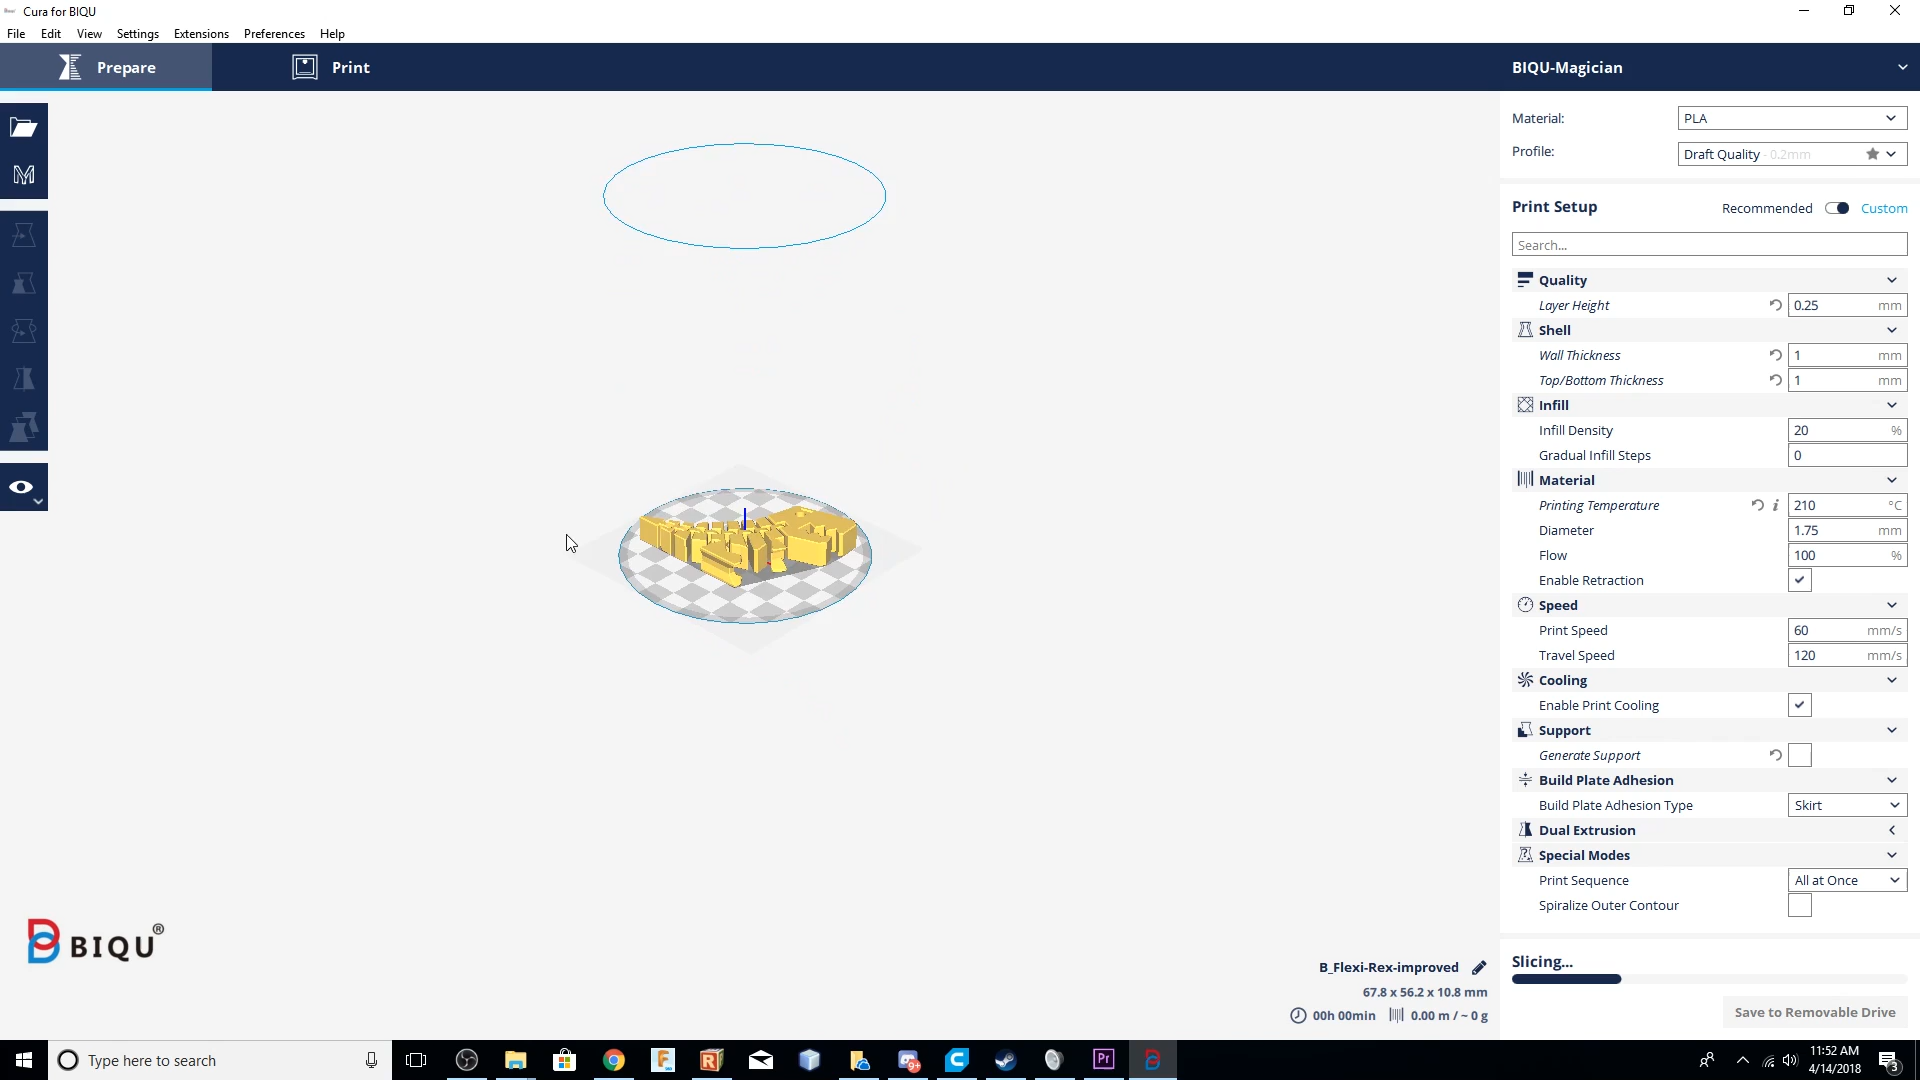 Cura for BIQU
File Edit View Settings Extensions Preferences Help
Prepare Print BIQU-Magician
Material: PLA
Profile: Draft Quality - 0.2mm
Print Setup Recommended Custom
Search...
Quality
Layer Height 0.25 mm
Shell
Wall Thickness 1 mm
Top/Bottom Thickness 1 mm
Infill
Infill Density 20 %
Gradual Infill Steps 0
Material
Printing Temperature i 210 °C
Diameter 1.75 mm
Flow 100 %
Enable Retraction
Speed
Print Speed 60 mm/s
Travel Speed 120 mm/s
Cooling
Enable Print Cooling
Support
Generate Support
Build Plate Adhesion
Build Plate Adhesion Type Skirt
Dual Extrusion
Special Modes
Print Sequence All at Once
Spiralize Outer Contour
BIQU®
B_Flexi-Rex-improved
67.8 x 56.2 x 10.8 mm
00h 00min 0.00 m / ~ 0 g
Slicing...
Save to Removable Drive
Type here to search
11:52 AM
4/14/2018
3